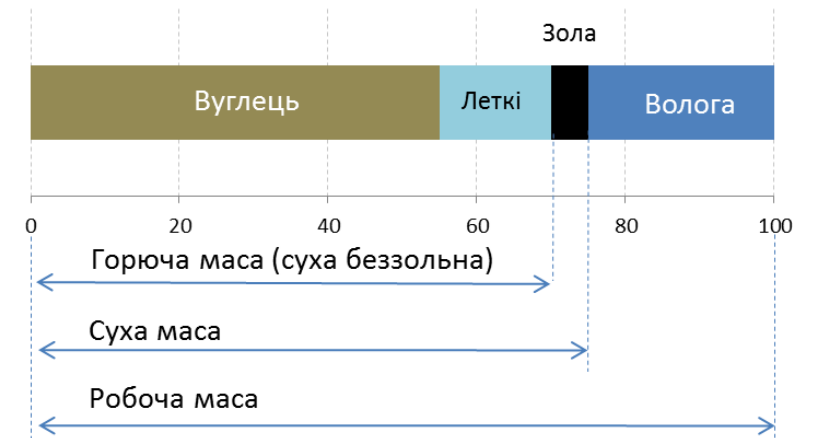 Зола
Вуглець Леткі Волога
0 20 40 60 80 100
Горюча маса (суха беззольна)
Суха маса
Робоча маса